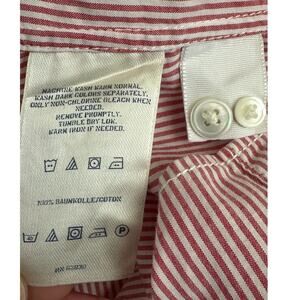 MACHINE WASH WARM NORMAL.
WASH DARK COLORS SEPARATELY.
ONLY NON-CHLORINE BLEACH WHEN
NEEDED.
REMOVE PROMPTLY.
TUMBLE DRY LOW.
WARM IRON IF NEEDED.
100% BAUMWOLLE/COTON
P